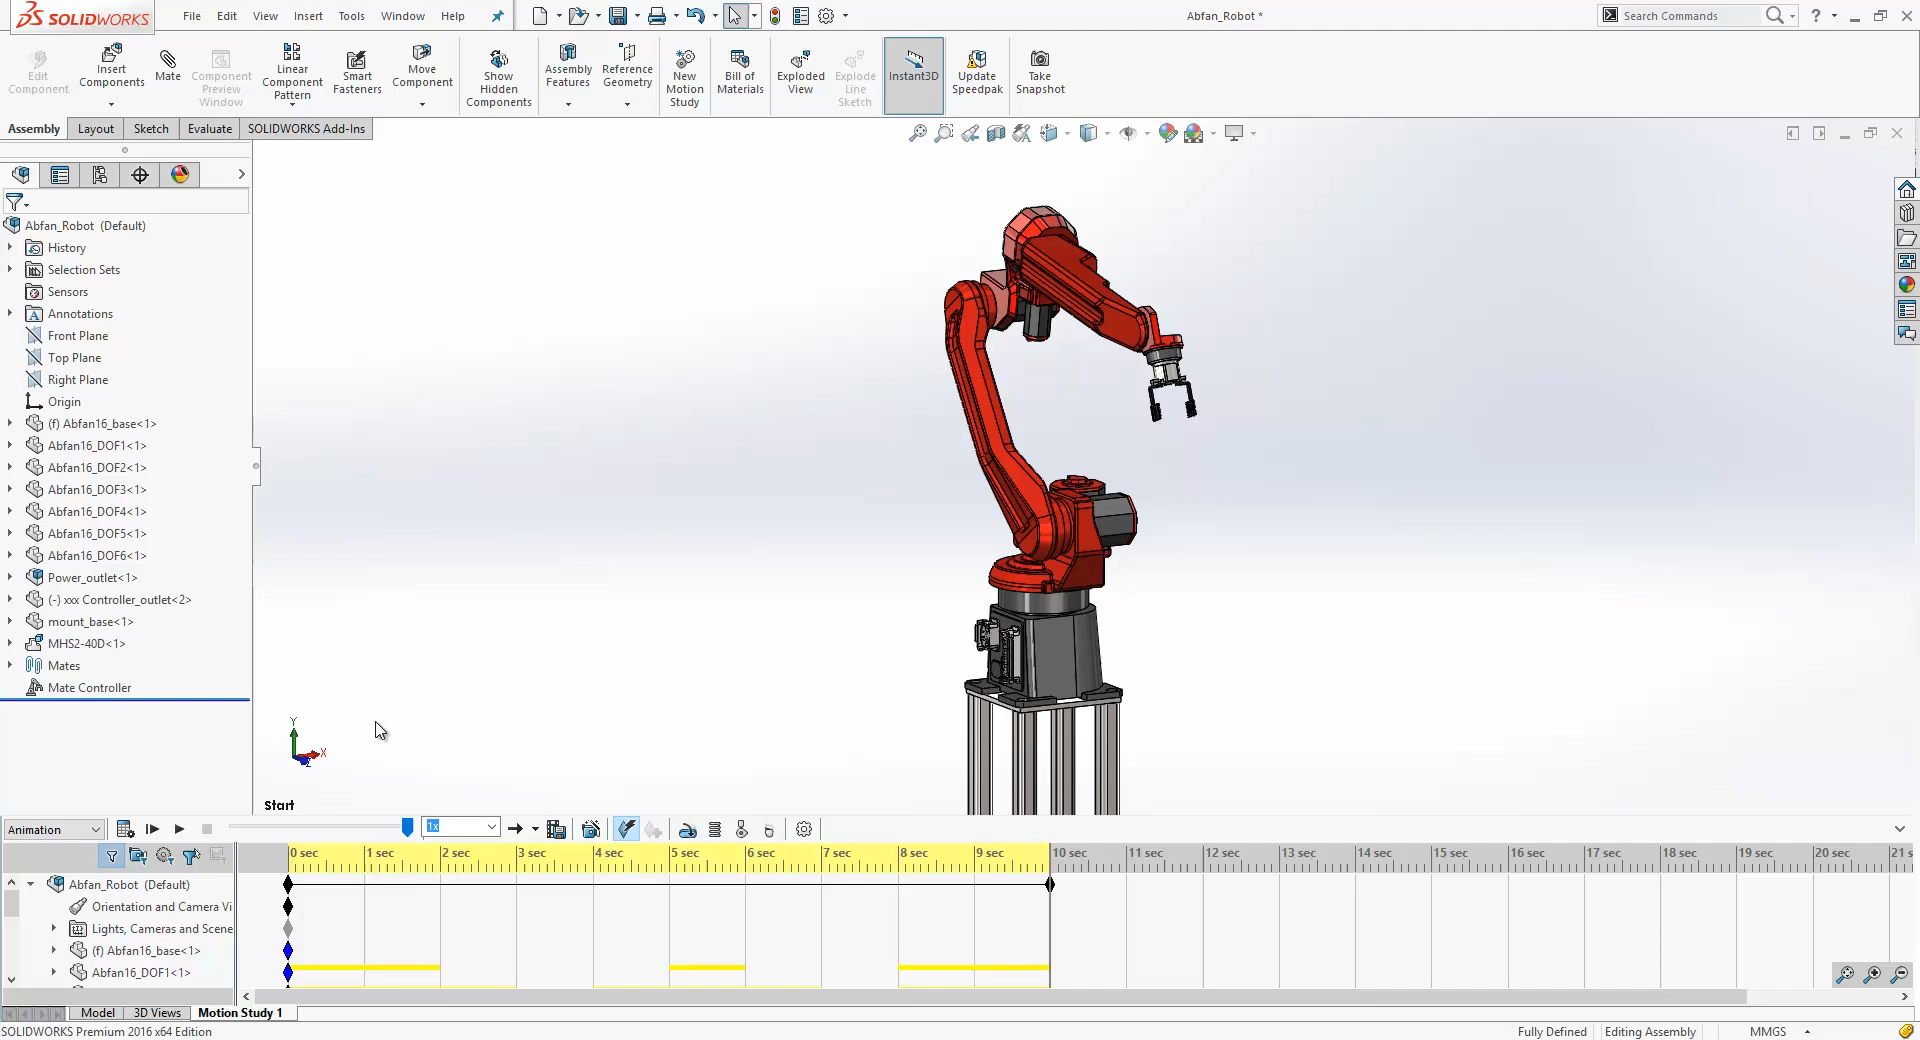 SOLIDWORKS
File Edit View Insert Tools Window Help
Abfan_Robot *
Search Commands
?
Edit Component
Insert Components
Mate
Component Preview Window
Linear Component Pattern
Smart Fasteners
Move Component
Show Hidden Components
Assembly Features
Reference Geometry
New Motion Study
Bill of Materials
Exploded View
Explode Line Sketch
Instant3D
Update Speedpak
Take Snapshot
Assembly Layout Sketch Evaluate SOLIDWORKS Add-Ins
Abfan_Robot (Default)
History
Selection Sets
Sensors
A Annotations
Front Plane
Top Plane
Right Plane
Origin
(f) Abfan16_base<1>
Abfan16_DOF1<1>
Abfan16_DOF2<1>
Abfan16_DOF3<1>
Abfan16_DOF4<1>
Abfan16_DOF5<1>
Abfan16_DOF6<1>
Power_outlet<1>
(-) xxx Controller_outlet<2>
mount_base<1>
MHS2-40D<1>
Mates
Mate Controller
Y
X
Z
Start
Animation
1x
0 sec 1 sec 2 sec 3 sec 4 sec 5 sec 6 sec 7 sec 8 sec 9 sec 10 sec 11 sec 12 sec 13 sec 14 sec 15 sec 16 sec 17 sec 18 sec 19 sec 20 sec 21 s
Abfan_Robot (Default)
Orientation and Camera Vi
Lights, Cameras and Scene
(f) Abfan16_base<1>
Abfan16_DOF1<1>
Model 3D Views Motion Study 1
SOLIDWORKS Premium 2016 x64 Edition
Fully Defined Editing Assembly MMGS